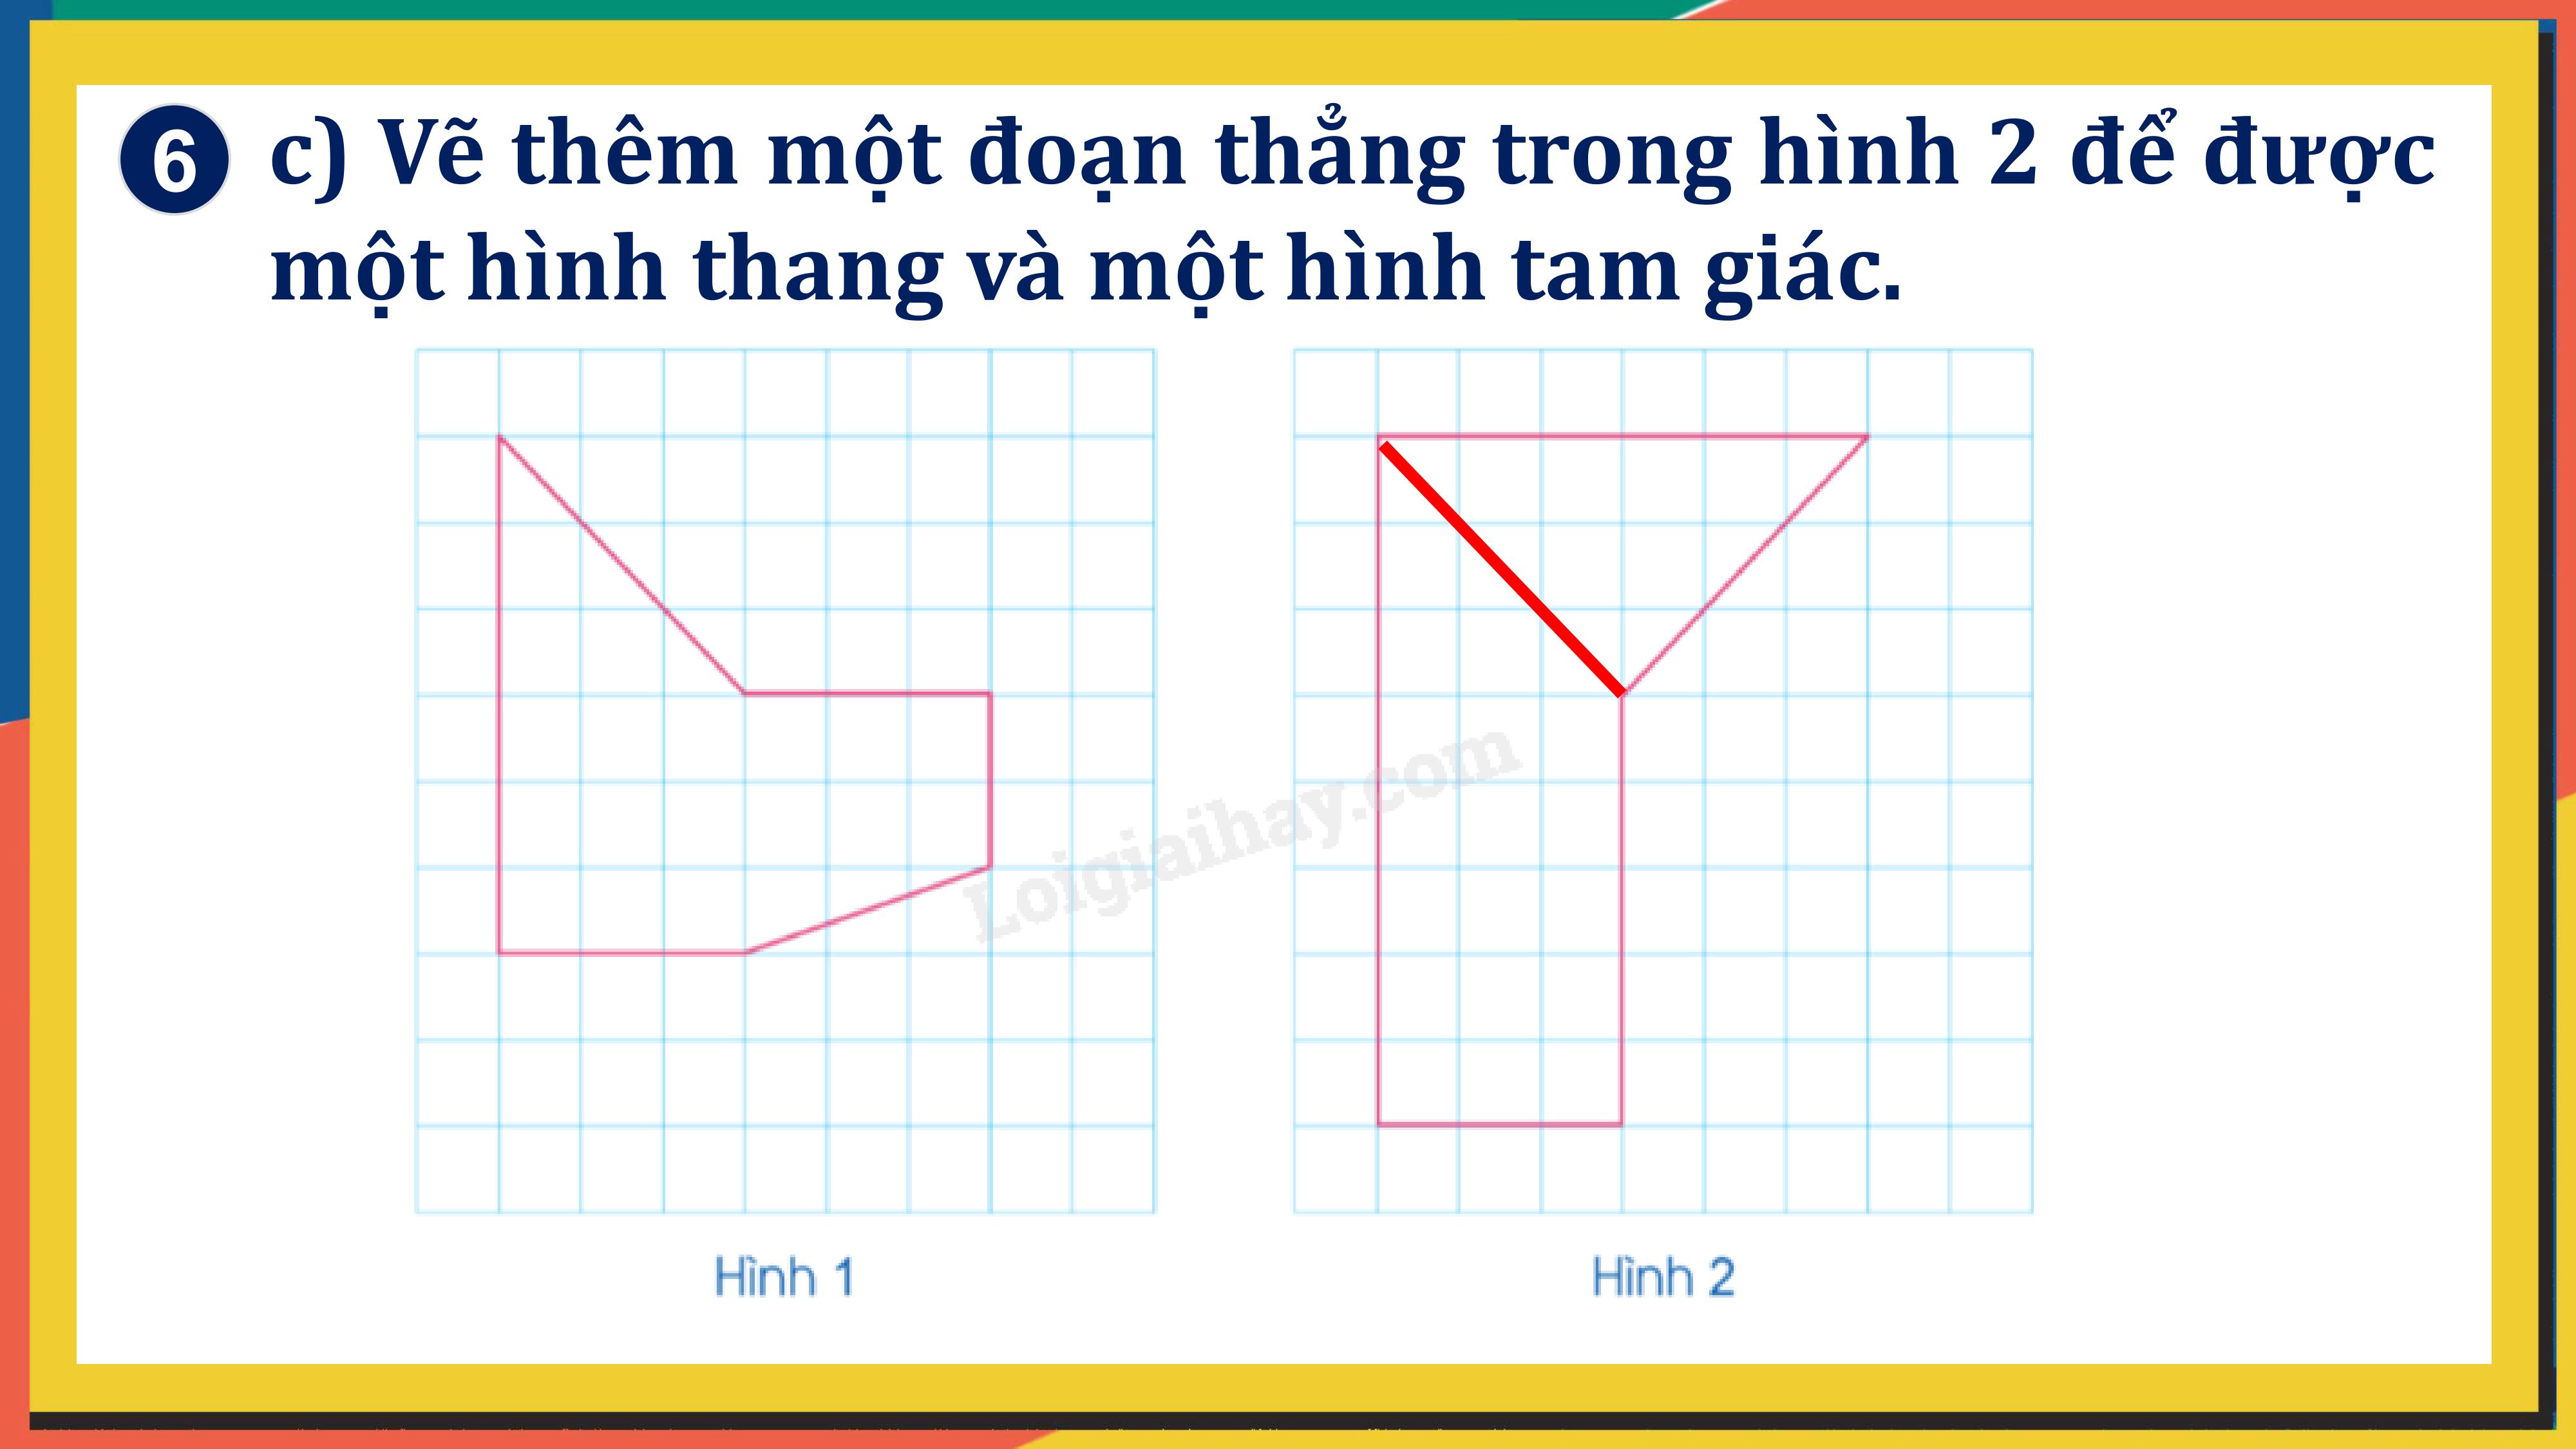 6 c) Vẽ thêm một đoạn thẳng trong hình 2 để được
một hình thang và một hình tam giác.
Loigiaihay.com
Hình 1
Hình 2